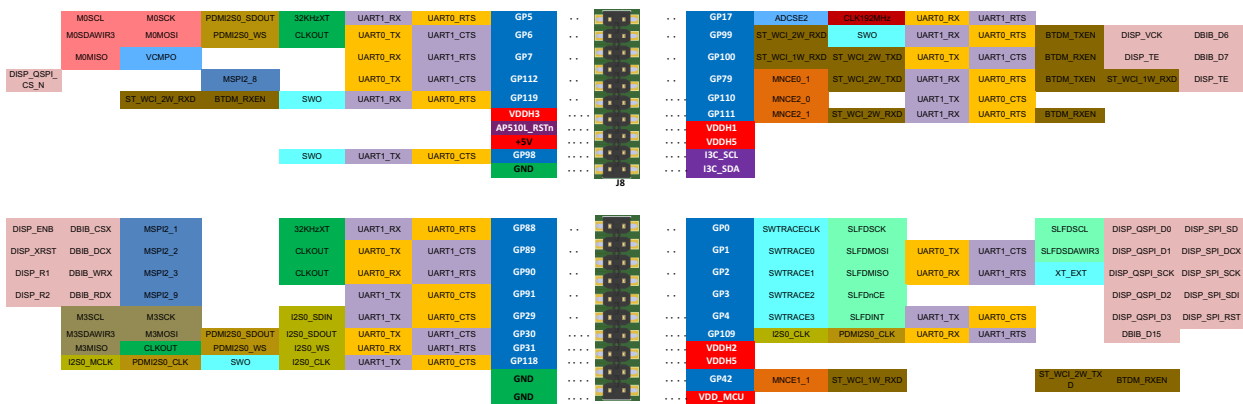 M0SCL M0SCK PDMI2S0_SDOUT 32KHzXT UART1_RX UART0_RTS GP5 GP17 ADCSE2 CLK192MHz UART0_RX UART1_RTS
M0SDAWIR3 M0MOSI PDMI2S0_WS CLKOUT UART0_TX UART1_CTS GP6 GP99 ST_WCI_2W_RXD SWO UART1_RX UART0_RTS BTDM_TXEN DISP_VCK DBIB_D6
M0MISO VCMPO UART0_RX UART1_RTS GP7 GP100 ST_WCI_1W_RXD ST_WCI_2W_TXD UART0_TX UART1_CTS BTDM_RXEN DISP_TE DBIB_D7
DISP_QSPI_
CS_N MSPI2_8 UART0_TX UART1_CTS GP112 GP79 MNCE0_1 ST_WCI_2W_TXD UART1_RX UART0_RTS BTDM_TXEN ST_WCI_1W_RXD DISP_TE
ST_WCI_2W_RXD BTDM_RXEN SWO UART1_RX UART0_RTS GP119 GP110 MNCE2_0 UART1_TX UART0_CTS
VDDH3 GP111 MNCE2_1 ST_WCI_2W_RXD UART1_RX UART0_RTS BTDM_RXEN
AP510L_RSTn VDDH1
+5V VDDH5
SWO UART1_TX UART0_CTS GP98 I3C_SCL
GND I3C_SDA
J8
DISP_ENB DBIB_CSX MSPI2_1 32KHzXT UART1_RX UART0_RTS GP88 GP0 SWTRACECLK SLFDSCK SLFDSCL DISP_QSPI_D0 DISP_SPI_SD
DISP_XRST DBIB_DCX MSPI2_2 CLKOUT UART0_TX UART1_CTS GP89 GP1 SWTRACE0 SLFDMOSI UART0_TX UART1_CTS SLFDSDAWIR3 DISP_QSPI_D1 DISP_SPI_DCX
DISP_R1 DBIB_WRX MSPI2_3 CLKOUT UART0_RX UART1_RTS GP90 GP2 SWTRACE1 SLFDMISO UART0_RX UART1_RTS XT_EXT DISP_QSPI_SCK DISP_SPI_SCK
DISP_R2 DBIB_RDX MSPI2_9 UART1_TX UART0_CTS GP91 GP3 SWTRACE2 SLFDnCE DISP_QSPI_D2 DISP_SPI_SDI
M3SCL M3SCK I2S0_SDIN UART1_TX UART0_CTS GP29 GP4 SWTRACE3 SLFDINT UART1_TX UART0_CTS DISP_QSPI_D3 DISP_SPI_RST
M3SDAWIR3 M3MOSI PDMI2S0_SDOUT I2S0_SDOUT UART0_TX UART1_CTS GP30 GP109 I2S0_CLK PDMI2S0_CLK UART0_RX UART1_RTS DBIB_D15
M3MISO CLKOUT PDMI2S0_WS I2S0_WS UART0_RX UART1_RTS GP31 VDDH2
I2S0_MCLK PDMI2S0_CLK SWO I2S0_CLK UART1_TX UART0_CTS GP118 VDDH5
GND GP42 MNCE1_1 ST_WCI_1W_RXD ST_WCI_2W_TX
D BTDM_RXEN
GND VDD_MCU